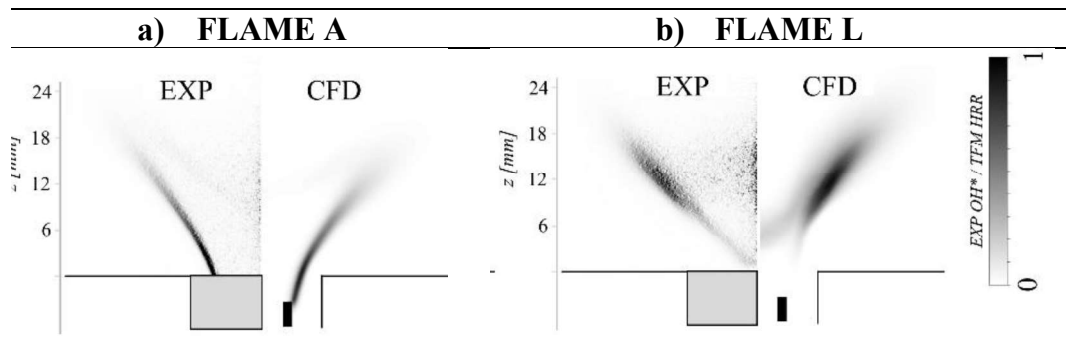 a) FLAME A
b) FLAME L
EXP
CFD
24
18
12
6
EXP
CFD
24
18
z [mm]
12
6
EXP OH* / TFM HRR
1
0